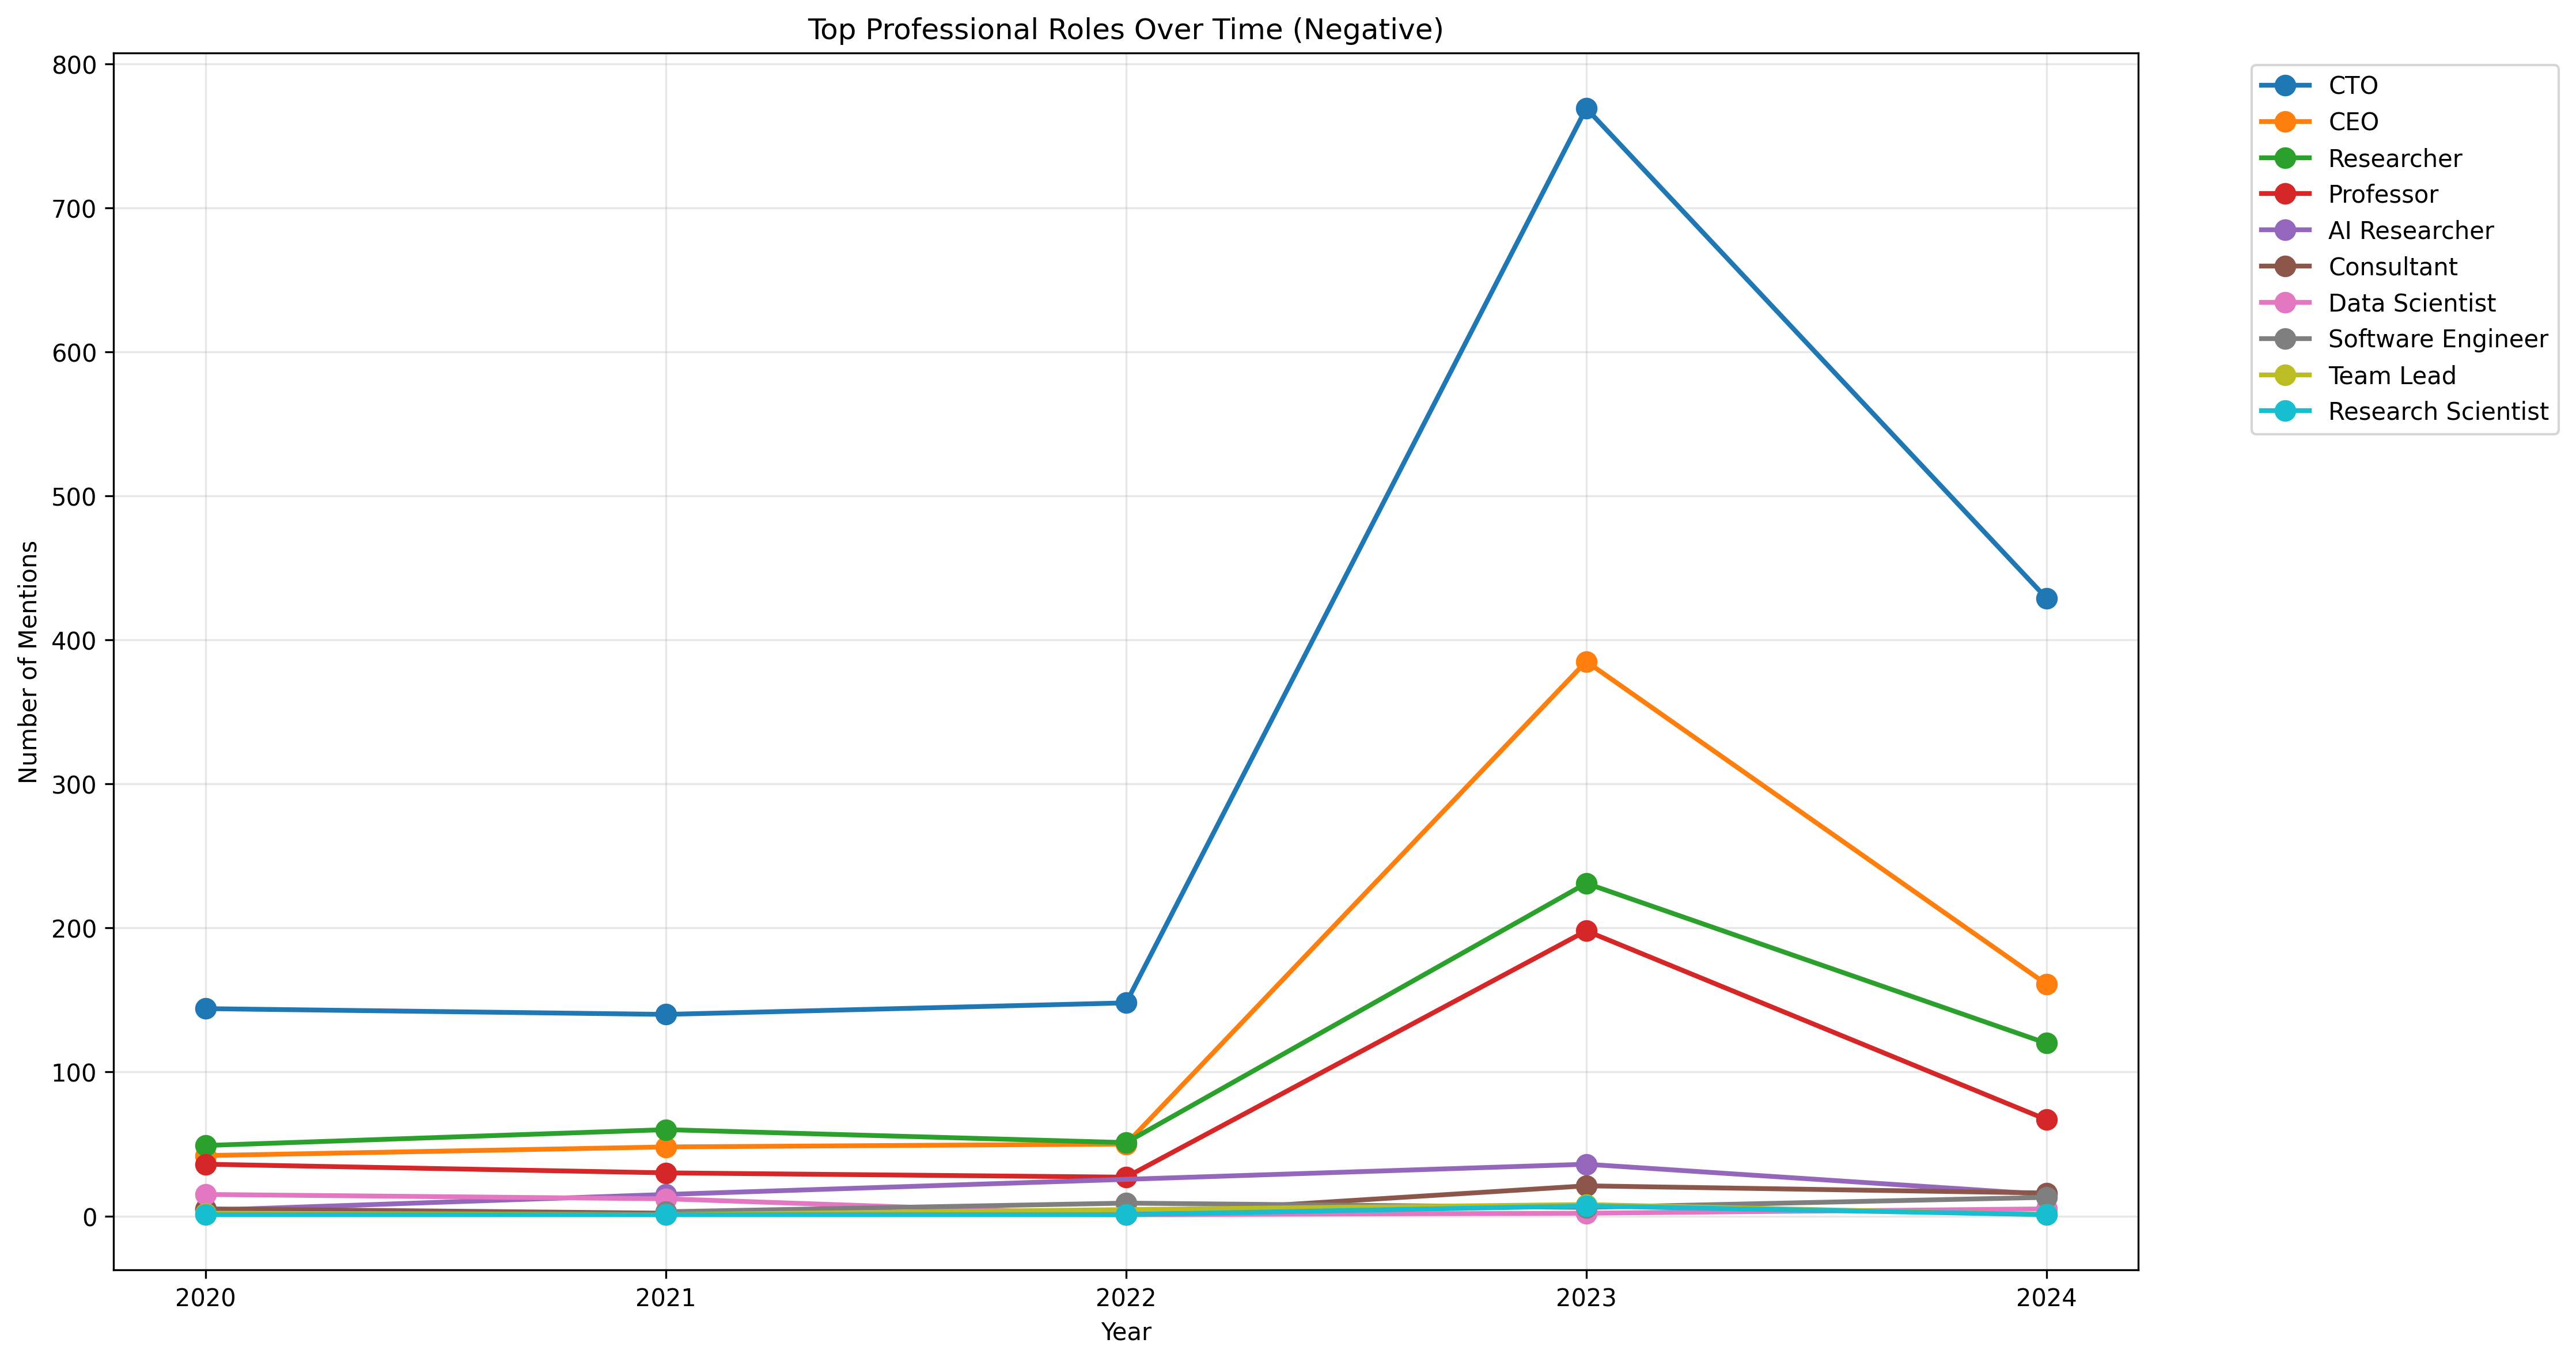 Top Professional Roles Over Time (Negative)
800
700
600
500
400
300
200
100
0
Number of Mentions
2020 2021 2022 2023 2024
Year
CTO
CEO
Researcher
Professor
AI Researcher
Consultant
Data Scientist
Software Engineer
Team Lead
Research Scientist